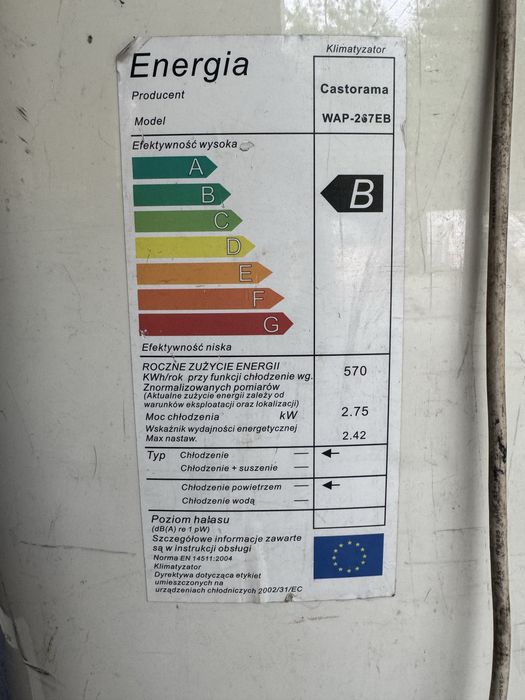 Energia
Klimatyzator
Producent
Castorama
Model
WAP-267EB
Efektywność wysoka
A
B
B
C
D
E
F
G
Efektywność niska
ROCZNE ZUŻYCIE ENERGII
KWh/rok przy funkcji chłodzenie wg.
570
Znormalizowanych pomiarów
(Aktualne zużycie energii zależy od
warunków eksploatacji oraz lokalizacji)
Moc chłodzenia kW 2.75
Wskaźnik wydajności energetycznej
Max nastaw. 2.42
Typ Chłodzenie —
Chłodzenie + suszenie —
Chłodzenie powietrzem —
Chłodzenie wodą —
Poziom hałasu
(dB(A) re 1 pW)
Szczegółowe informacje zawarte
są w instrukcji obsługi
Norma EN 14511:2004
Klimatyzator
Dyrektywa dotycząca etykiet
umieszczonych na
urządzeniach chłodniczych 2002/31/EC